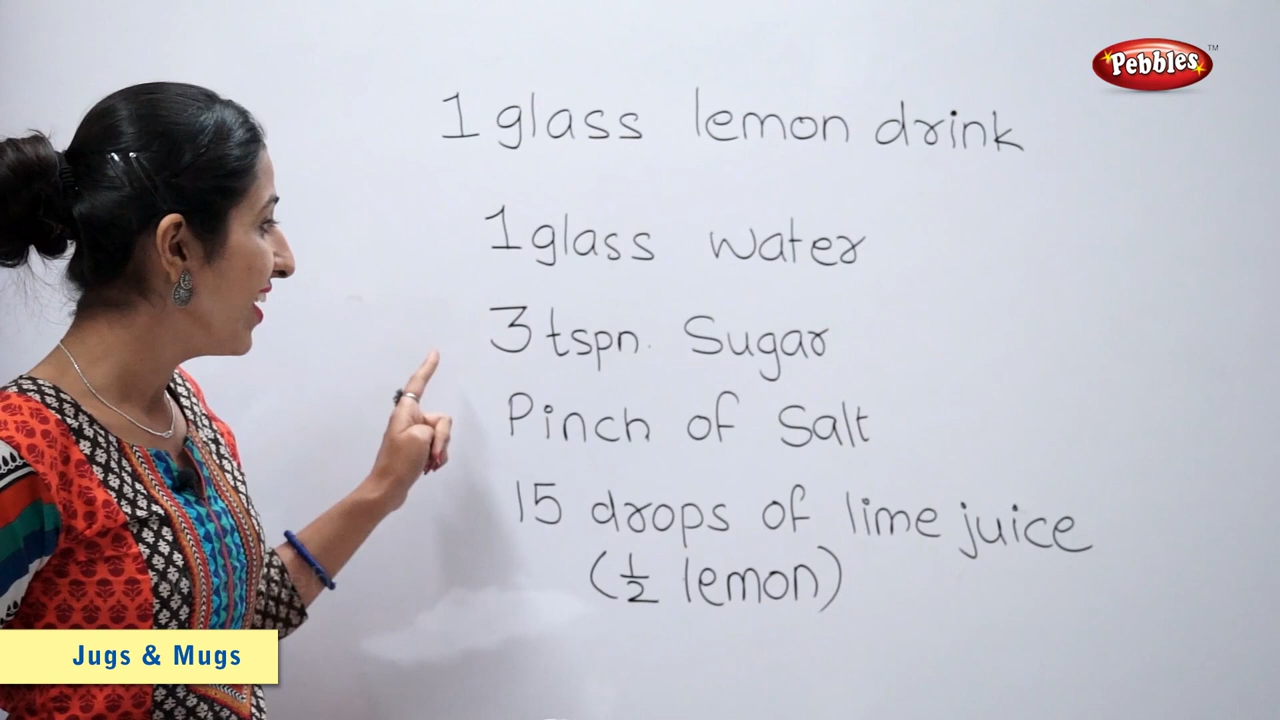 Pebbles TM
1 glass lemon drink
1 glass water
3 tspn. Sugar
Pinch of Salt
15 drops of lime juice
(1/2 lemon)
Jugs & Mugs